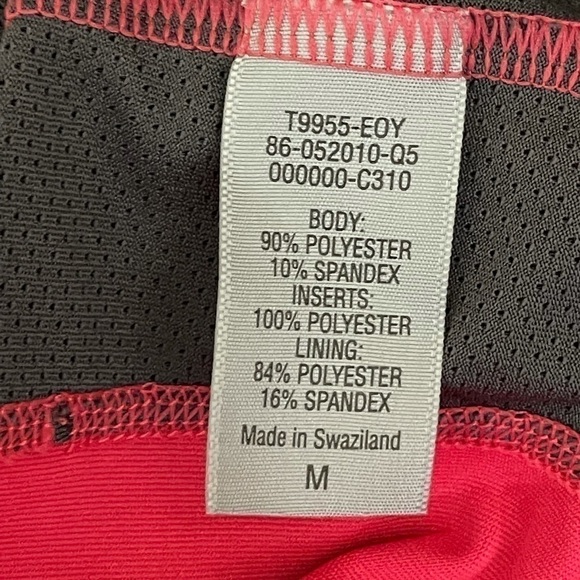 T9955-EOY
86-052010-Q5
000000-C310
BODY:
90% POLYESTER
10% SPANDEX
INSERTS:
100% POLYESTER
LINING:
84% POLYESTER
16% SPANDEX
Made in Swaziland
M